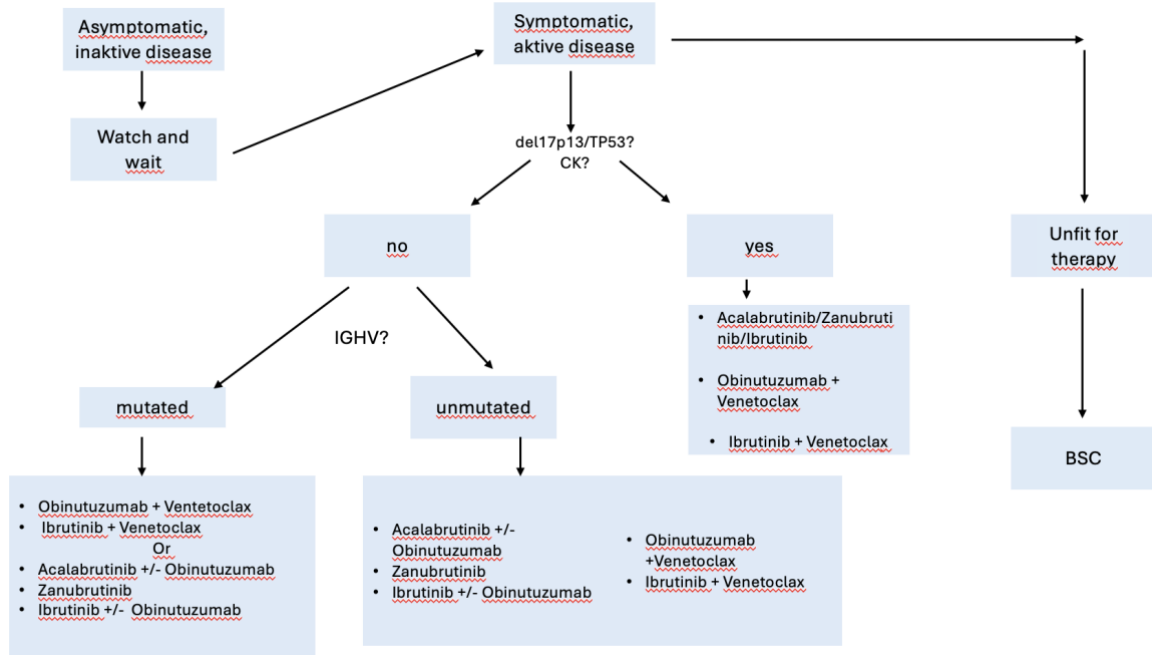 Asymptomatic,
inaktive disease
Symptomatic,
aktive disease
Watch and
wait
del17p13/TP53?
CK?
no
yes
Unfit for
therapy
IGHV?
• Acalabrutinib/Zanubruti
nib/Ibrutinib
• Obinutuzumab +
Venetoclax
• Ibrutinib + Venetoclax
mutated
unmutated
BSC
• Obinutuzumab + Ventetoclax
• Ibrutinib + Venetoclax
Or
• Acalabrutinib +/- Obinutuzumab
• Zanubrutinib
• Ibrutinib +/- Obinutuzumab
• Acalabrutinib +/-
Obinutuzumab
• Zanubrutinib
• Ibrutinib +/- Obinutuzumab
• Obinutuzumab
+Venetoclax
• Ibrutinib + Venetoclax